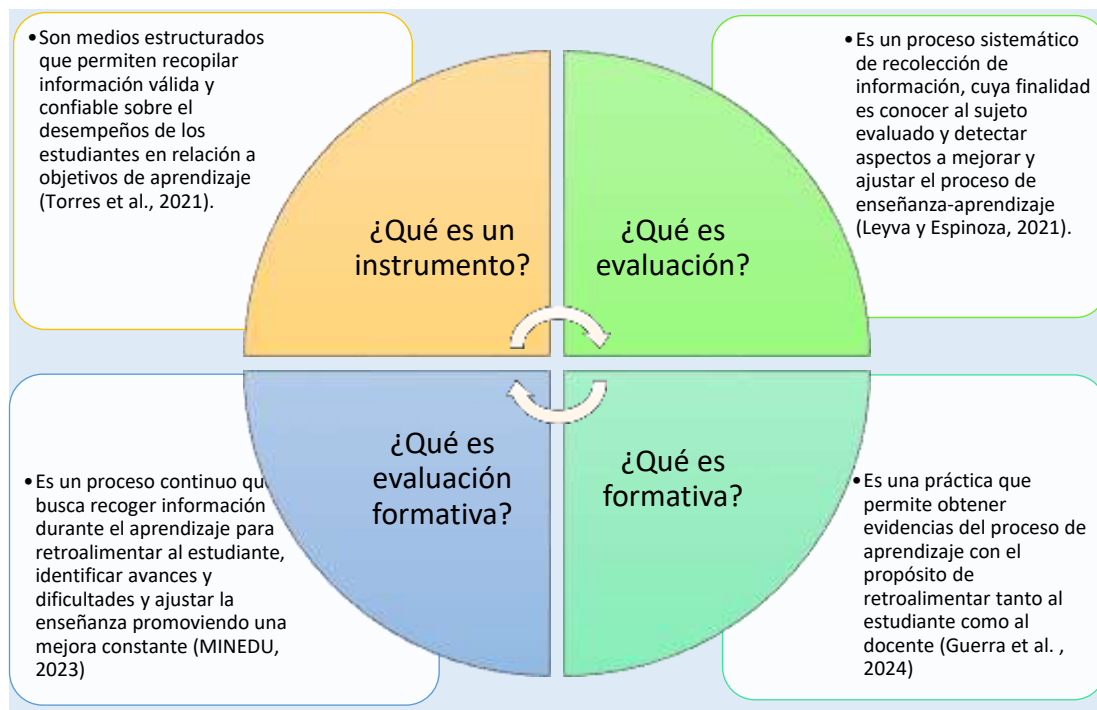 •Son medios estructurados
que permiten recopilar
información válida y
confiable sobre el
desempeños de los
estudiantes en relación a
objetivos de aprendizaje
(Torres et al., 2021).
•Es un proceso sistemático
de recolección de
información, cuya finalidad
es conocer al sujeto
evaluado y detectar
aspectos a mejorar y
ajustar el proceso de
enseñanza-aprendizaje
(Leyva y Espinoza, 2021).
¿Qué es un
instrumento?
¿Qué es
evaluación?
¿Qué es
evaluación
formativa?
¿Qué es
formativa?
•Es un proceso continuo qu
busca recoger información
durante el aprendizaje para
retroalimentar al estudiante,
identificar avances y
dificultades y ajustar la
enseñanza promoviendo una
mejora constante (MINEDU,
2023)
•Es una práctica que
permite obtener
evidencias del proceso de
aprendizaje con el
propósito de
retroalimentar tanto al
estudiante como al
docente (Guerra et al. ,
2024)